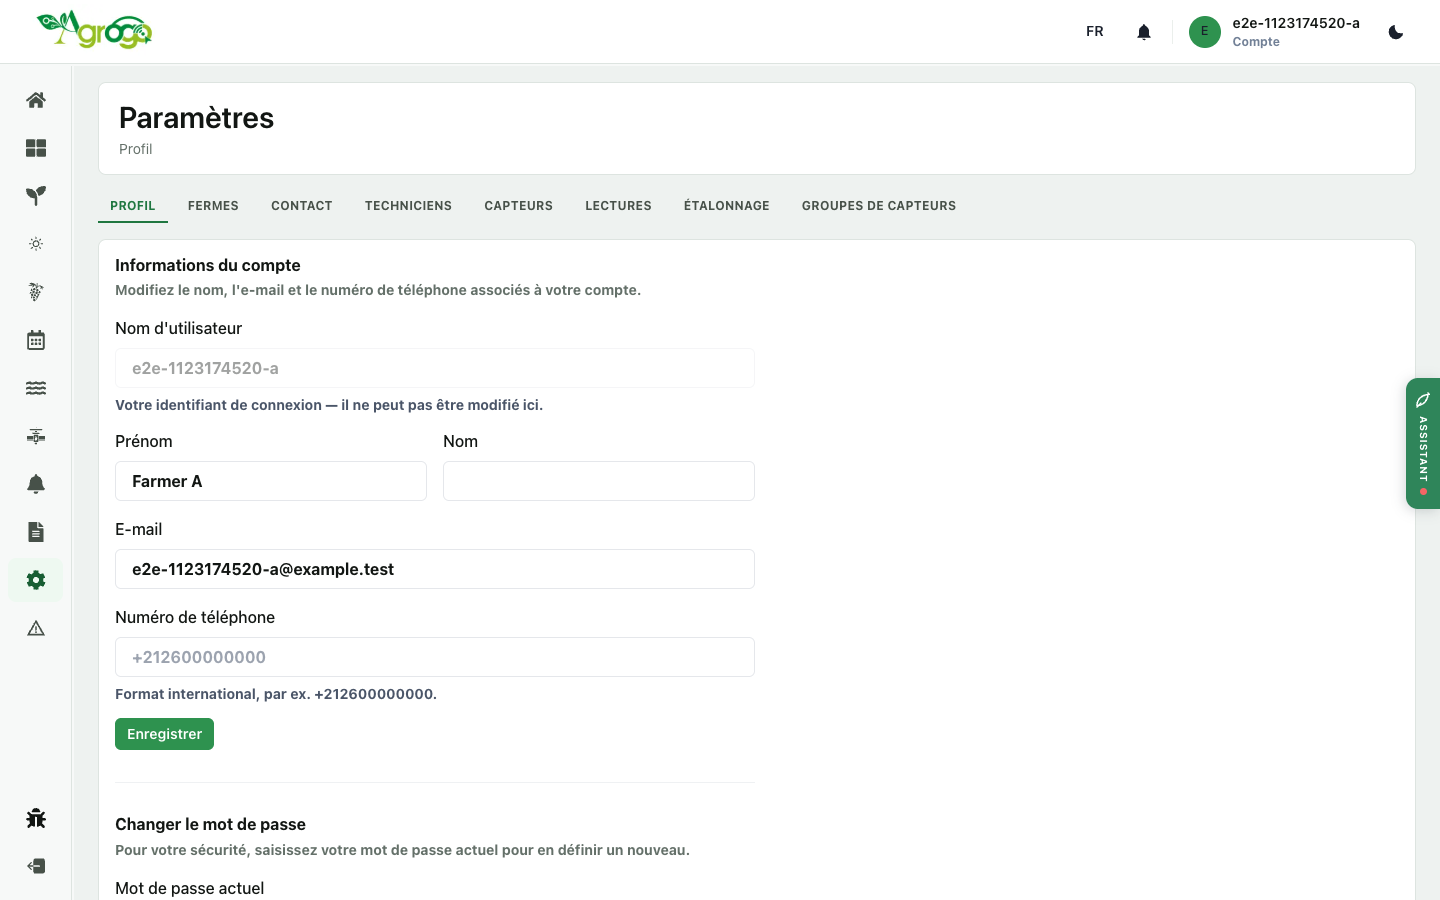 Agroga
FR
E
e2e-1123174520-a
Compte
Paramètres
Profil
PROFIL
FERMES
CONTACT
TECHNICIENS
CAPTEURS
LECTURES
ÉTALONNAGE
GROUPES DE CAPTEURS
Informations du compte
Modifiez le nom, l'e-mail et le numéro de téléphone associés à votre compte.
Nom d'utilisateur
e2e-1123174520-a
Votre identifiant de connexion — il ne peut pas être modifié ici.
Prénom
Nom
Farmer A
E-mail
e2e-1123174520-a@example.test
Numéro de téléphone
+212600000000
Format international, par ex. +212600000000.
Enregistrer
ASSISTANT
Changer le mot de passe
Pour votre sécurité, saisissez votre mot de passe actuel pour en définir un nouveau.
Mot de passe actuel